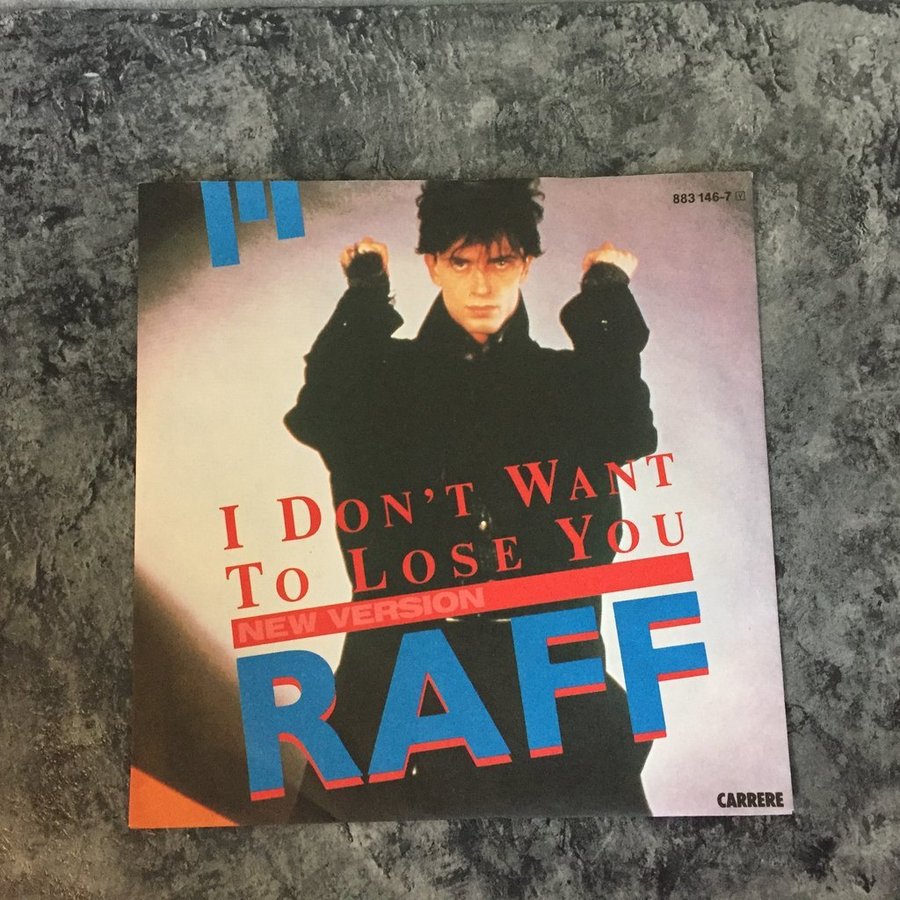 883 146-7
I DON'T WANT
TO LOSE YOU
NEW VERSION
RAFF
CARRERE